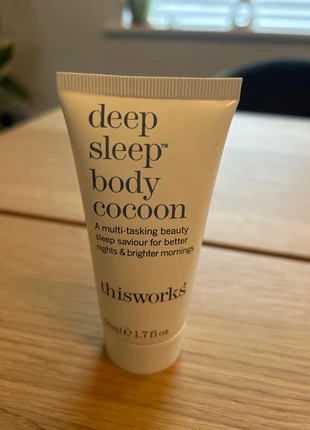 deep
sleep™
body
cocoon
A multi-tasking beauty
sleep saviour for better
nights & brighter mornings
thisworks®
50ml ℮ 1.7 fl oz